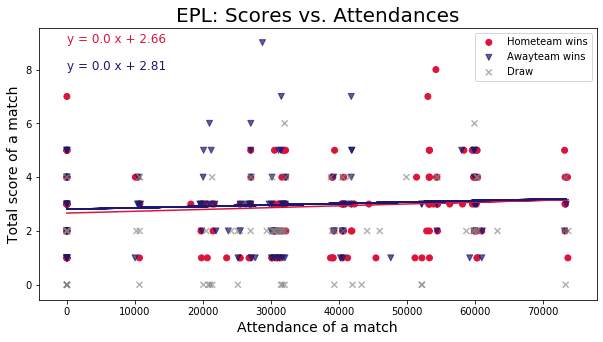 EPL: Scores vs. Attendances
y = 0.0 x + 2.66
y = 0.0 x + 2.81
Hometeam wins
Awayteam wins
Draw
Total score of a match
8
6
4
2
0
0 10000 20000 30000 40000 50000 60000 70000
Attendance of a match